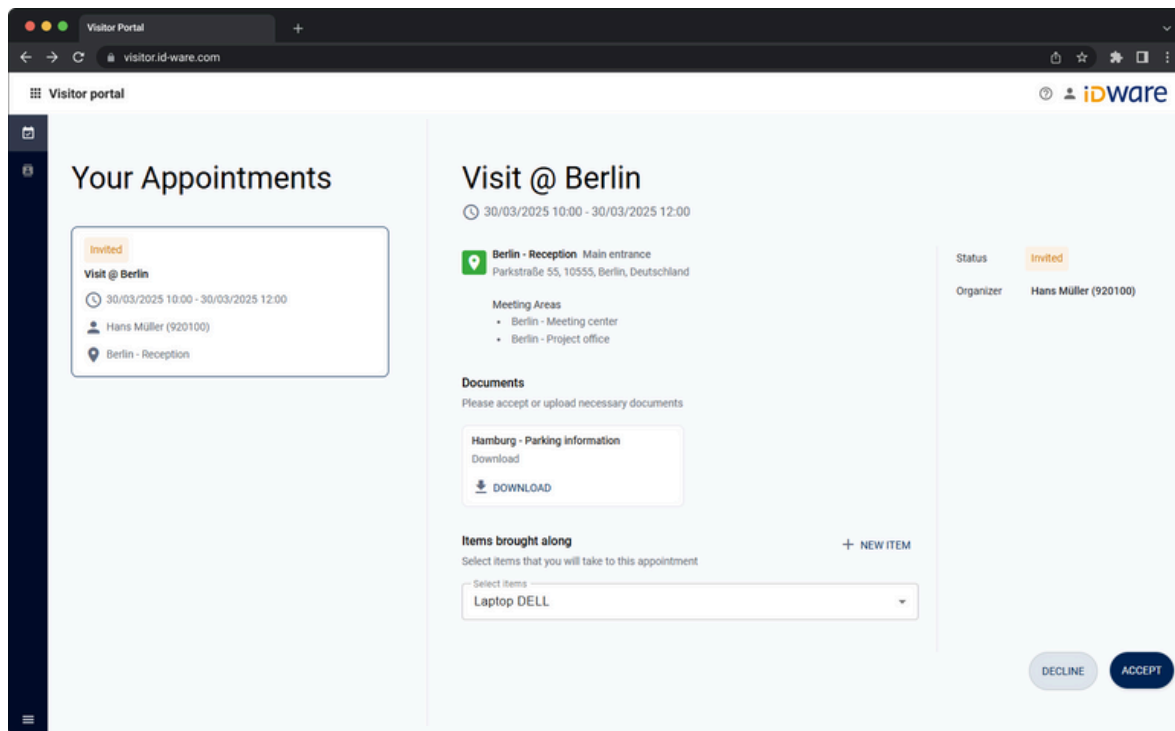 Visitor Portal
visitor.id-ware.com
Visitor portal
iDware
Your Appointments
Invited
Visit @ Berlin
30/03/2025 10:00 - 30/03/2025 12:00
Hans Müller (920100)
Berlin - Reception
Visit @ Berlin
30/03/2025 10:00 - 30/03/2025 12:00
Berlin - Reception Main entrance
Parkstraße 55, 10555, Berlin, Deutschland
Meeting Areas
• Berlin - Meeting center
• Berlin - Project office
Status Invited
Organizer Hans Müller (920100)
Documents
Please accept or upload necessary documents
Hamburg - Parking information
Download
DOWNLOAD
Items brought along
+ NEW ITEM
Select items that you will take to this appointment
Select items
Laptop DELL
DECLINE
ACCEPT